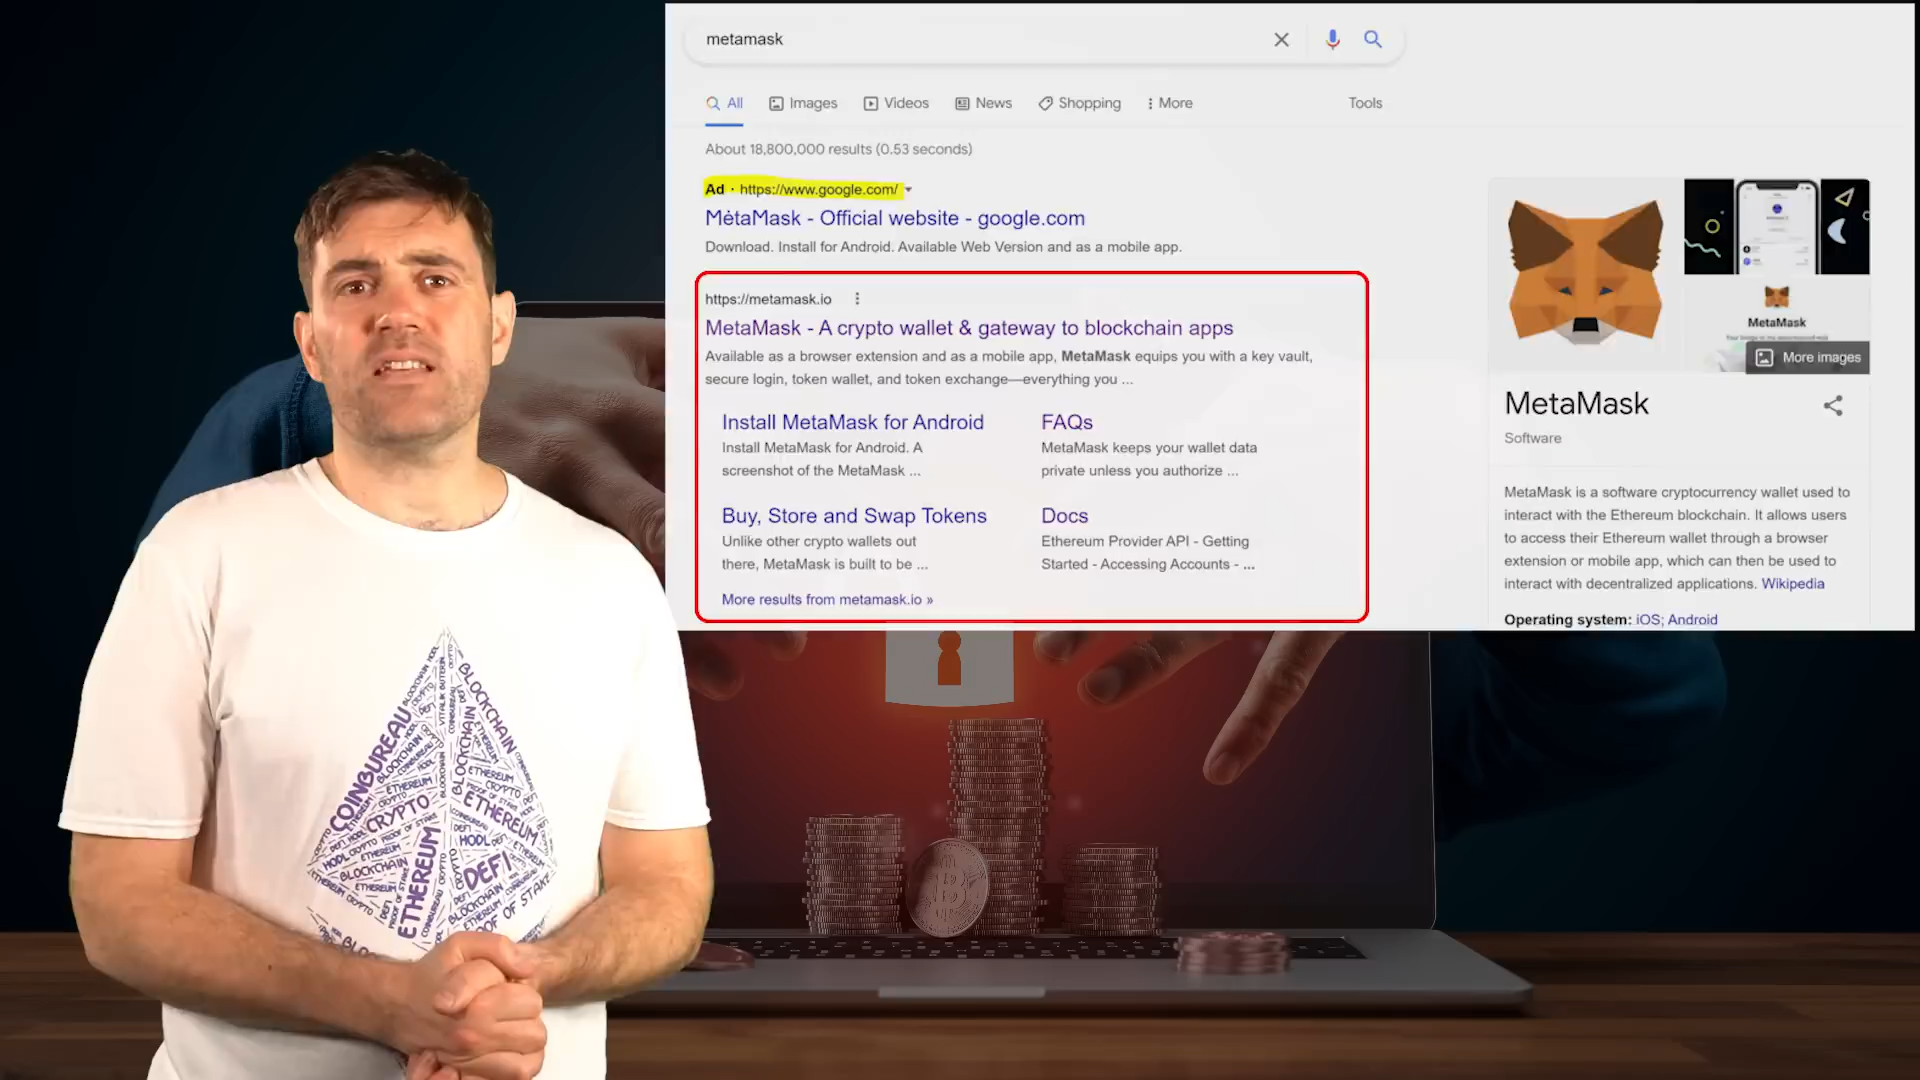 metamask
All Images Videos News Shopping More Tools
About 18,800,000 results (0.53 seconds)
Ad · https://www.google.com/
MėtaMask - Official website - google.com
Download. Install for Android. Available Web Version and as a mobile app.
https://metamask.io
MetaMask - A crypto wallet & gateway to blockchain apps
Available as a browser extension and as a mobile app, MetaMask equips you with a key vault,
secure login, token wallet, and token exchange—everything you ...
Install MetaMask for Android
Install MetaMask for Android. A
screenshot of the MetaMask ...
FAQs
MetaMask keeps your wallet data
private unless you authorize ...
Buy, Store and Swap Tokens
Unlike other crypto wallets out
there, MetaMask is built to be ...
Docs
Ethereum Provider API - Getting
Started - Accessing Accounts - ...
More results from metamask.io »
MetaMask
More images
MetaMask
Software
MetaMask is a software cryptocurrency wallet used to
interact with the Ethereum blockchain. It allows users
to access their Ethereum wallet through a browser
extension or mobile app, which can then be used to
interact with decentralized applications. Wikipedia
Operating system: iOS; Android
COINBUREAU
BLOCKCHAIN
CRYPTO
ETHEREUM
ETHEREUM
HODL
DEFI
PROOF OF STAKE